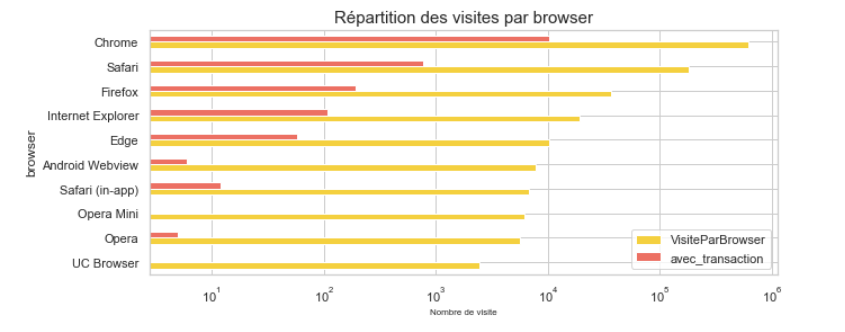 Répartition des visites par browser
Chrome
Safari
Firefox
Internet Explorer
Edge
Android Webview
Safari (in-app)
Opera Mini
Opera
UC Browser
browser
VisiteParBrowser
avec_transaction
10¹ 10² 10³ 10⁴ 10⁵ 10⁶
Nombre de visite